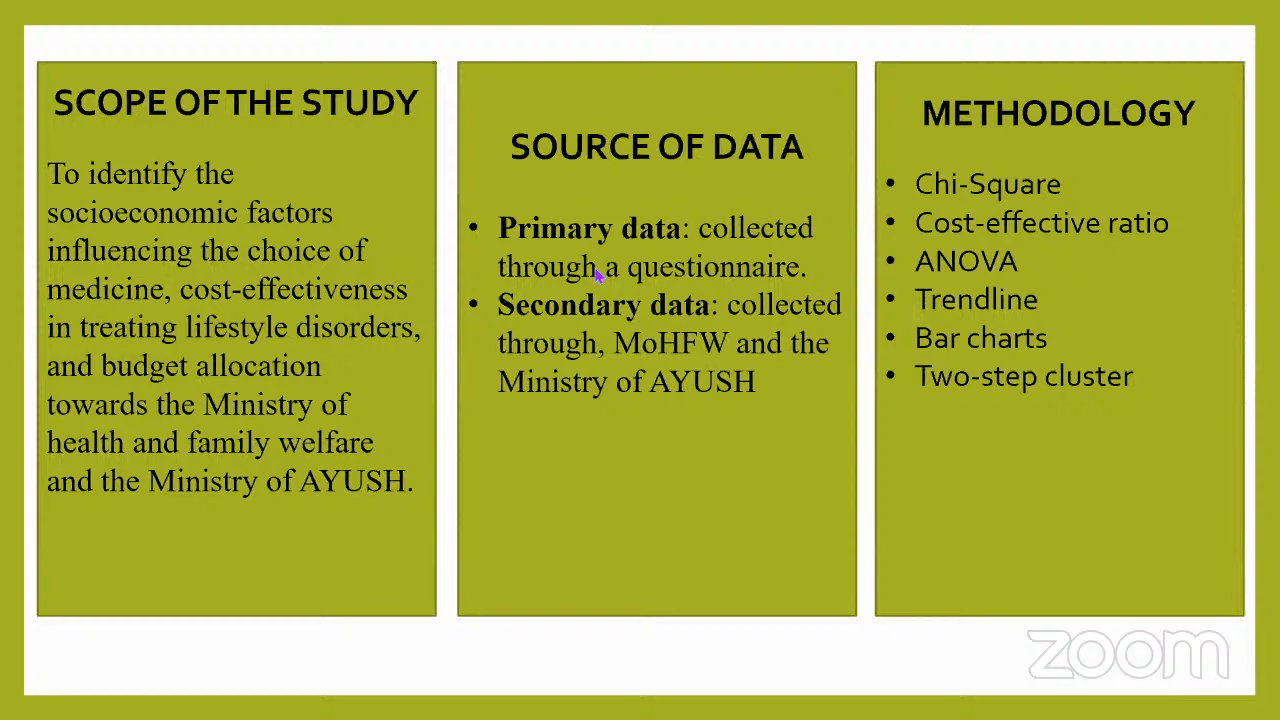 SCOPE OF THE STUDY
To identify the
socioeconomic factors
influencing the choice of
medicine, cost-effectiveness
in treating lifestyle disorders,
and budget allocation
towards the Ministry of
health and family welfare
and the Ministry of AYUSH.
SOURCE OF DATA
• Primary data: collected
through a questionnaire.
• Secondary data: collected
through, MoHFW and the
Ministry of AYUSH
METHODOLOGY
• Chi-Square
• Cost-effective ratio
• ANOVA
• Trendline
• Bar charts
• Two-step cluster
zoom